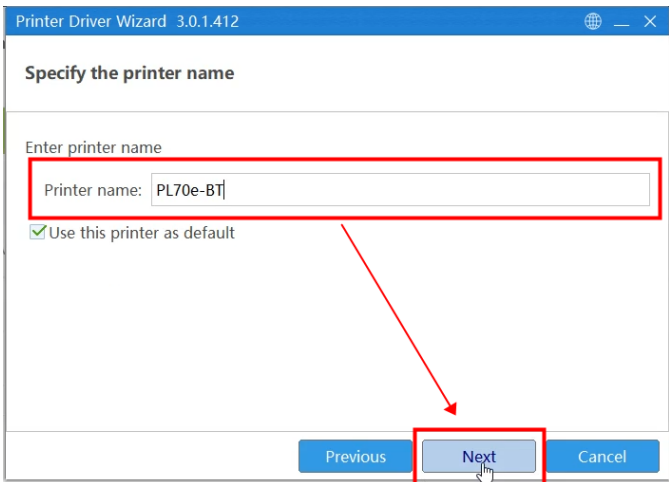 Printer Driver Wizard 3.0.1.412
Specify the printer name
Enter printer name
Printer name: PL70e-BT
Use this printer as default
Previous Next Cancel